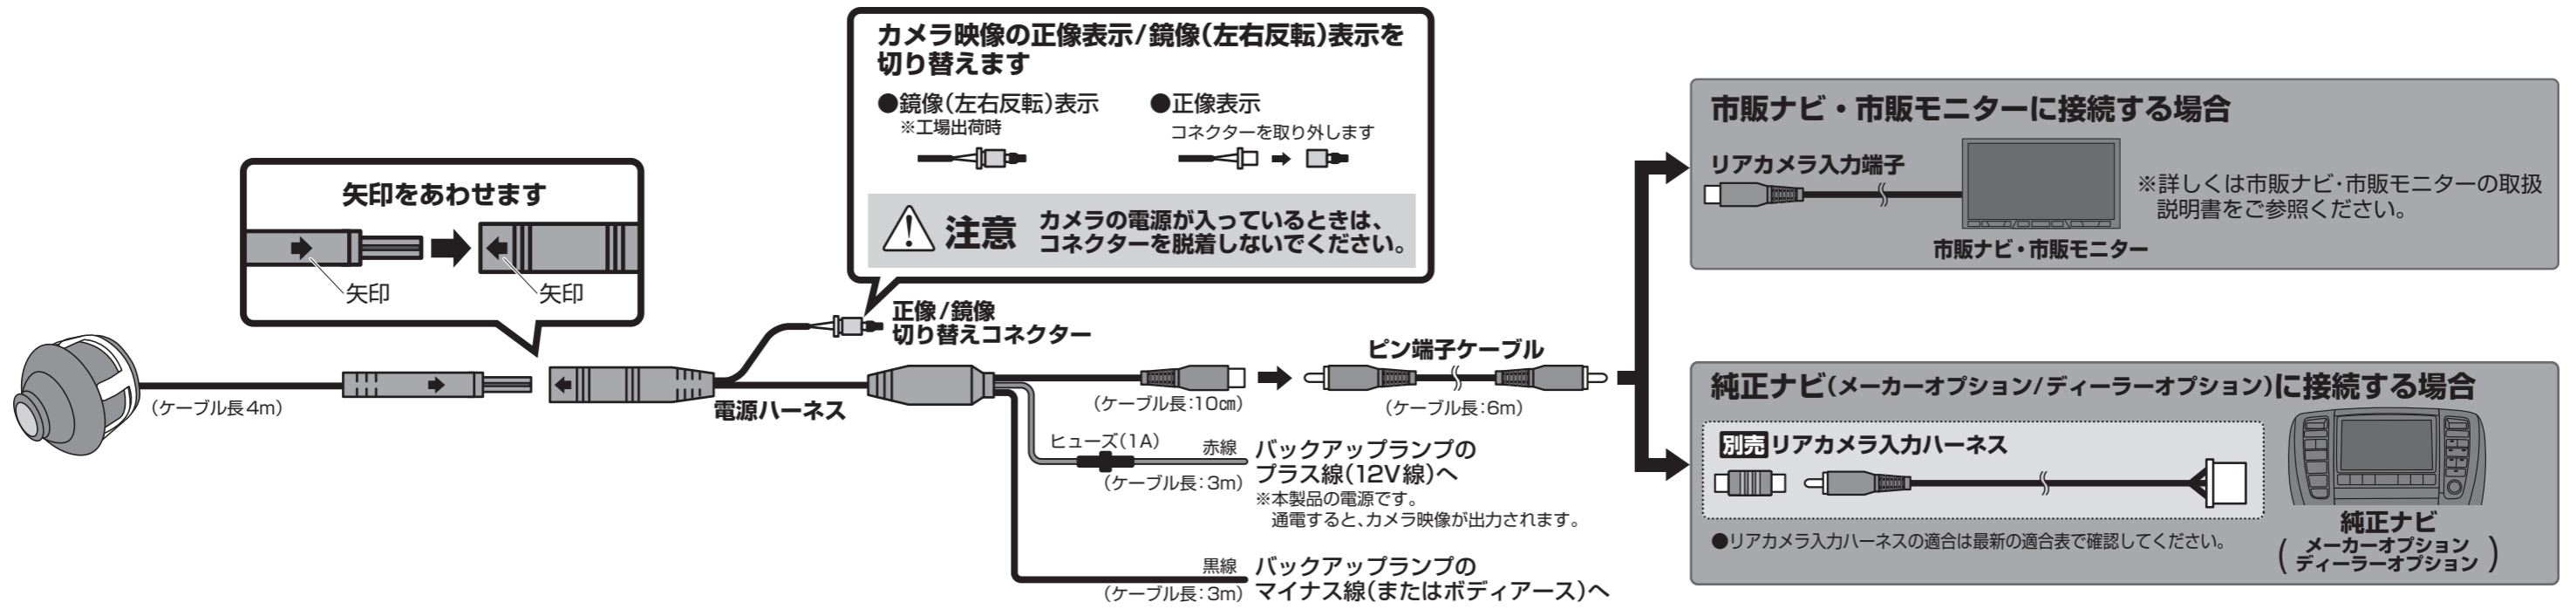 カメラ映像の正像表示/鏡像(左右反転)表示を
切り替えます
●鏡像(左右反転)表示
※工場出荷時
●正像表示
コネクターを取り外します
注意
カメラの電源が入っているときは、
コネクターを脱着しないでください。
矢印をあわせます
矢印
矢印
正像/鏡像
切り替えコネクター
(ケーブル長4m)
電源ハーネス
(ケーブル長:10㎝)
ピン端子ケーブル
(ケーブル長:6m)
ヒューズ(1A)
赤線
(ケーブル長:3m)
バックアップランプの
プラス線(12V線)へ
※本製品の電源です。
通電すると、カメラ映像が出力されます。
黒線
(ケーブル長:3m)
バックアップランプの
マイナス線(またはボディアース)へ
市販ナビ・市販モニターに接続する場合
リアカメラ入力端子
※詳しくは市販ナビ・市販モニターの取扱
説明書をご参照ください。
市販ナビ・市販モニター
純正ナビ(メーカーオプション/ディーラーオプション)に接続する場合
別売リアカメラ入力ハーネス
●リアカメラ入力ハーネスの適合は最新の適合表で確認してください。
純正ナビ
(メーカーオプション
ディーラーオプション)